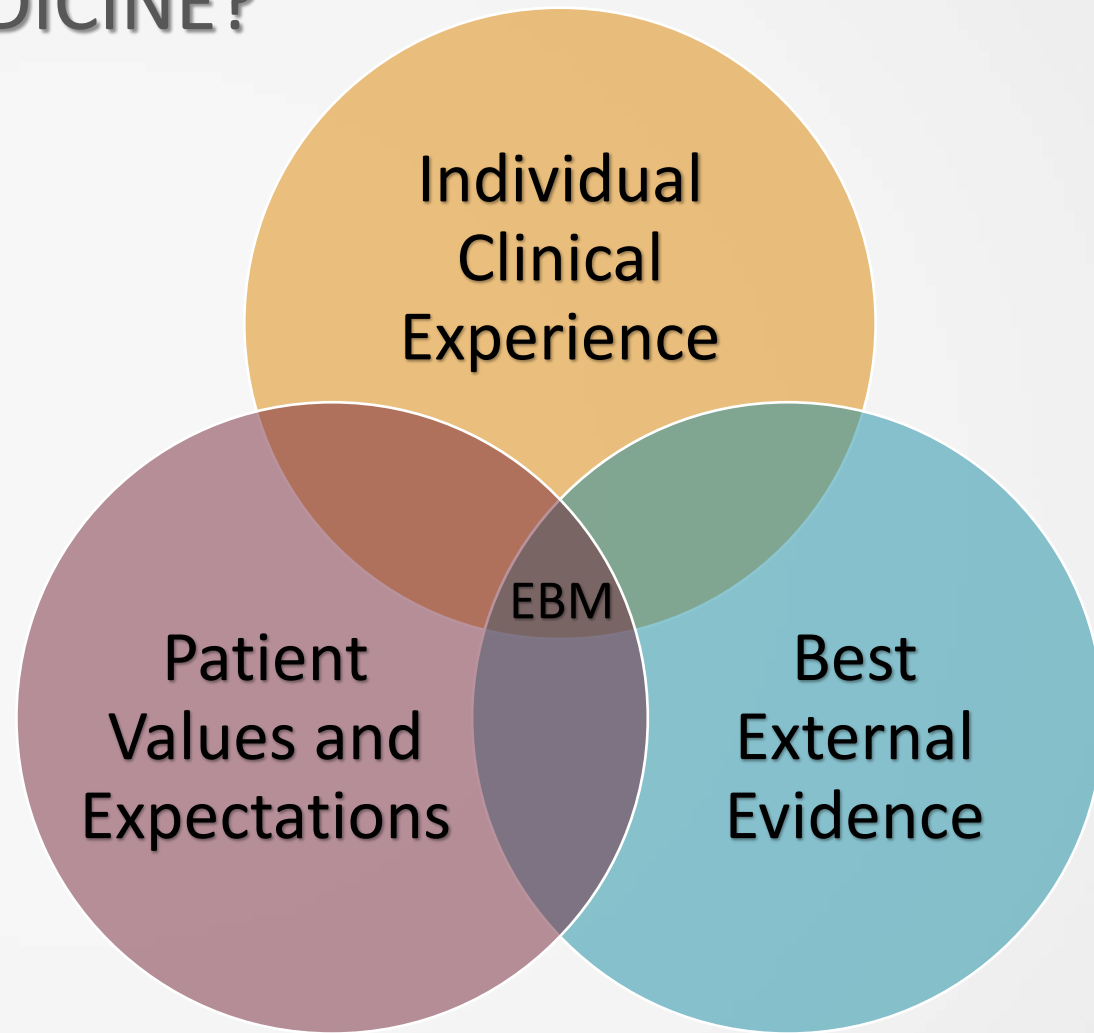 DICINE?
Individual
Clinical
Experience
EBM
Patient
Values and
Expectations
Best
External
Evidence